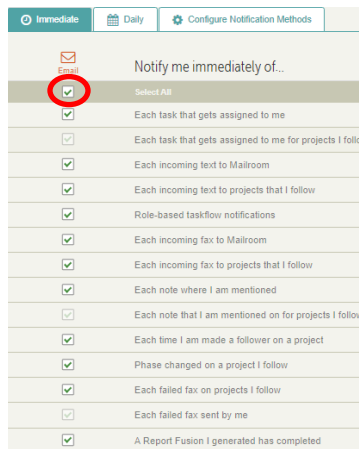 Immediate
Daily
Configure Notification Methods
Email
Notify me immediately of...
Select All
Each task that gets assigned to me
Each task that gets assigned to me for projects I follo
Each incoming text to Mailroom
Each incoming text to projects that I follow
Role-based taskflow notifications
Each incoming fax to Mailroom
Each incoming fax to projects that I follow
Each note where I am mentioned
Each note that I am mentioned on for projects I follow
Each time I am made a follower on a project
Phase changed on a project I follow
Each failed fax on projects I follow
Each failed fax sent by me
A Report Fusion I generated has completed